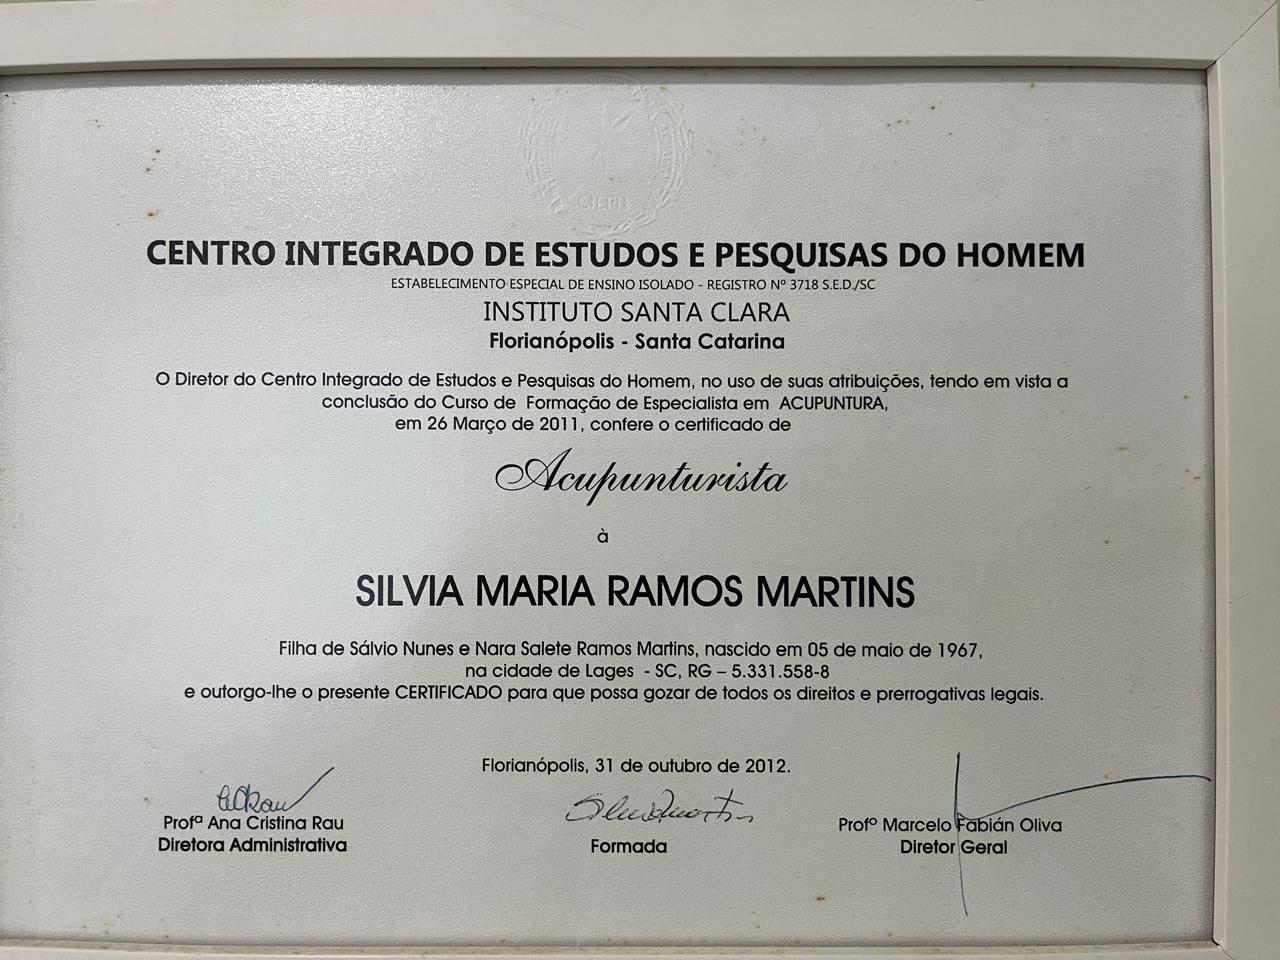 CIEPH
CENTRO INTEGRADO DE ESTUDOS E PESQUISAS DO HOMEM
ESTABELECIMENTO ESPECIAL DE ENSINO ISOLADO - REGISTRO Nº 3718 S.E.D./SC
INSTITUTO SANTA CLARA
Florianópolis - Santa Catarina
O Diretor do Centro Integrado de Estudos e Pesquisas do Homem, no uso de suas atribuições, tendo em vista a
conclusão do Curso de Formação de Especialista em ACUPUNTURA,
em 26 Março de 2011, confere o certificado de
Acupunturista
à
SILVIA MARIA RAMOS MARTINS
Filha de Sálvio Nunes e Nara Salete Ramos Martins, nascido em 05 de maio de 1967,
na cidade de Lages - SC, RG – 5.331.558-8
e outorgo-lhe o presente CERTIFICADO para que possa gozar de todos os direitos e prerrogativas legais.
Florianópolis, 31 de outubro de 2012.
Profª Ana Cristina Rau
Diretora Administrativa
Formada
Profº Marcelo Fabián Oliva
Diretor Geral